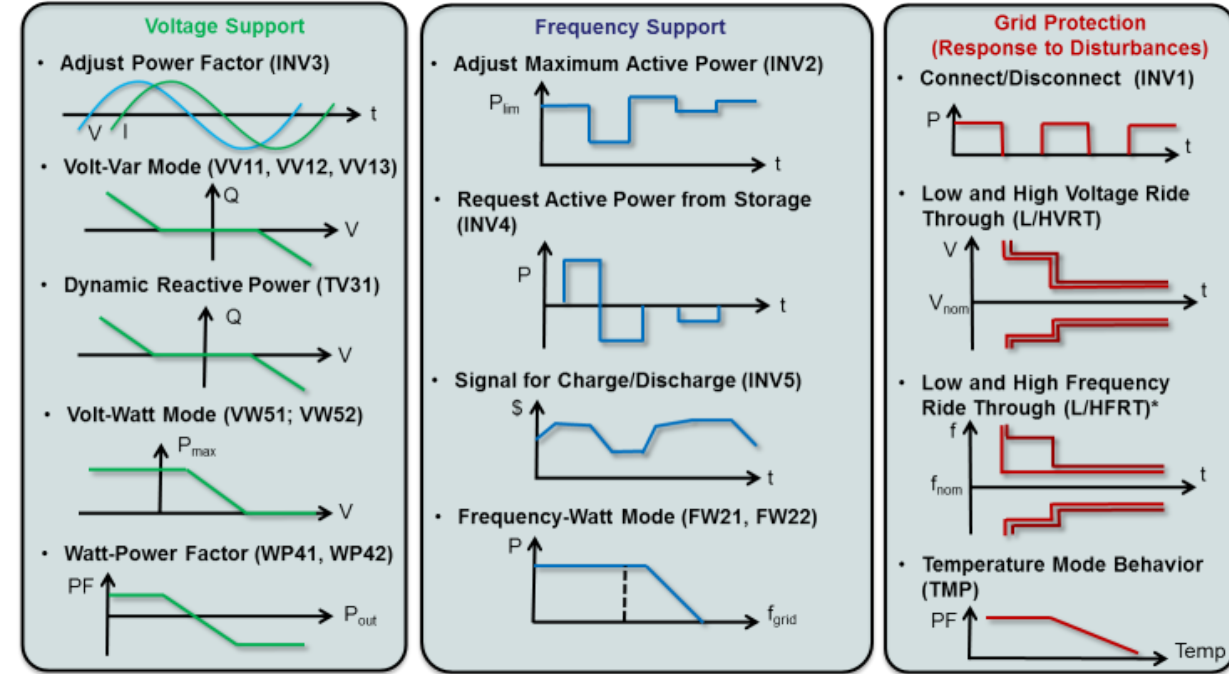 Voltage Support
• Adjust Power Factor (INV3)
V I t
• Volt-Var Mode (VV11, VV12, VV13)
Q
V
• Dynamic Reactive Power (TV31)
Q
V
• Volt-Watt Mode (VW51; VW52)
Pmax
V
• Watt-Power Factor (WP41, WP42)
PF
Pout
Frequency Support
• Adjust Maximum Active Power (INV2)
Plim
t
• Request Active Power from Storage
(INV4)
P
t
• Signal for Charge/Discharge (INV5)
$
t
• Frequency-Watt Mode (FW21, FW22)
P
fgrid
Grid Protection
(Response to Disturbances)
• Connect/Disconnect (INV1)
P
t
• Low and High Voltage Ride
Through (L/HVRT)
V
t
Vnom
• Low and High Frequency
Ride Through (L/HFRT)*
f
t
fnom
• Temperature Mode Behavior
(TMP)
PF
Temp